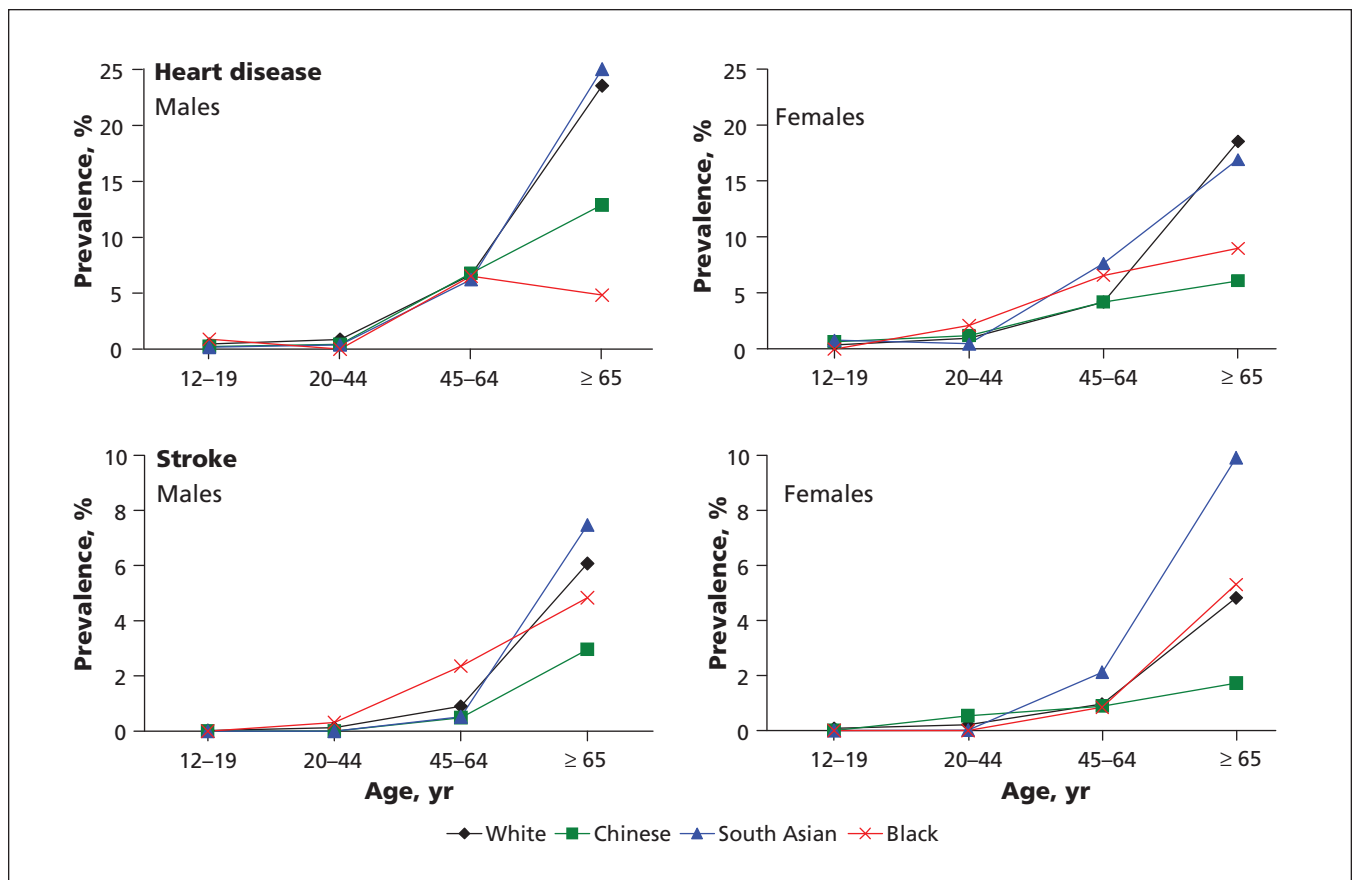 Heart disease
Males
Prevalence, %
25
20
15
10
5
0
12–19 20–44 45–64 ≥ 65
Females
Prevalence, %
25
20
15
10
5
0
12–19 20–44 45–64 ≥ 65
Stroke
Males
Prevalence, %
10
8
6
4
2
0
12–19 20–44 45–64 ≥ 65
Age, yr
Females
Prevalence, %
10
8
6
4
2
0
12–19 20–44 45–64 ≥ 65
Age, yr
White Chinese South Asian Black